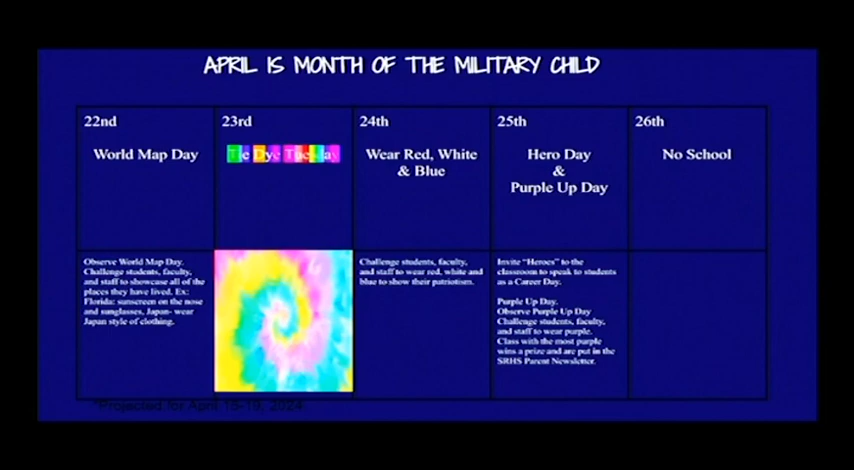 APRIL IS MONTH OF THE MILITARY CHILD
22nd
World Map Day
23rd
Tie Dye Tuesday
24th
Wear Red, White
& Blue
25th
Hero Day
&
Purple Up Day
26th
No School
Observe World Map Day.
Challenge students, faculty,
and staff to showcase all of the
places they have lived. Ex:
Florida: sunscreen on the nose
and sunglasses, Japan- wear
Japan style of clothing.
Challenge students, faculty,
and staff to wear red, white and
blue to show their patriotism.
Invite “Heroes” to the
classroom to speak to students
as a Career Day.
Purple Up Day.
Observe Purple Up Day
Challenge students, faculty,
and staff to wear purple.
Class with the most purple
wins a prize and are put in the
SRHS Parent Newsletter.
*Projected for April 18-19, 2024